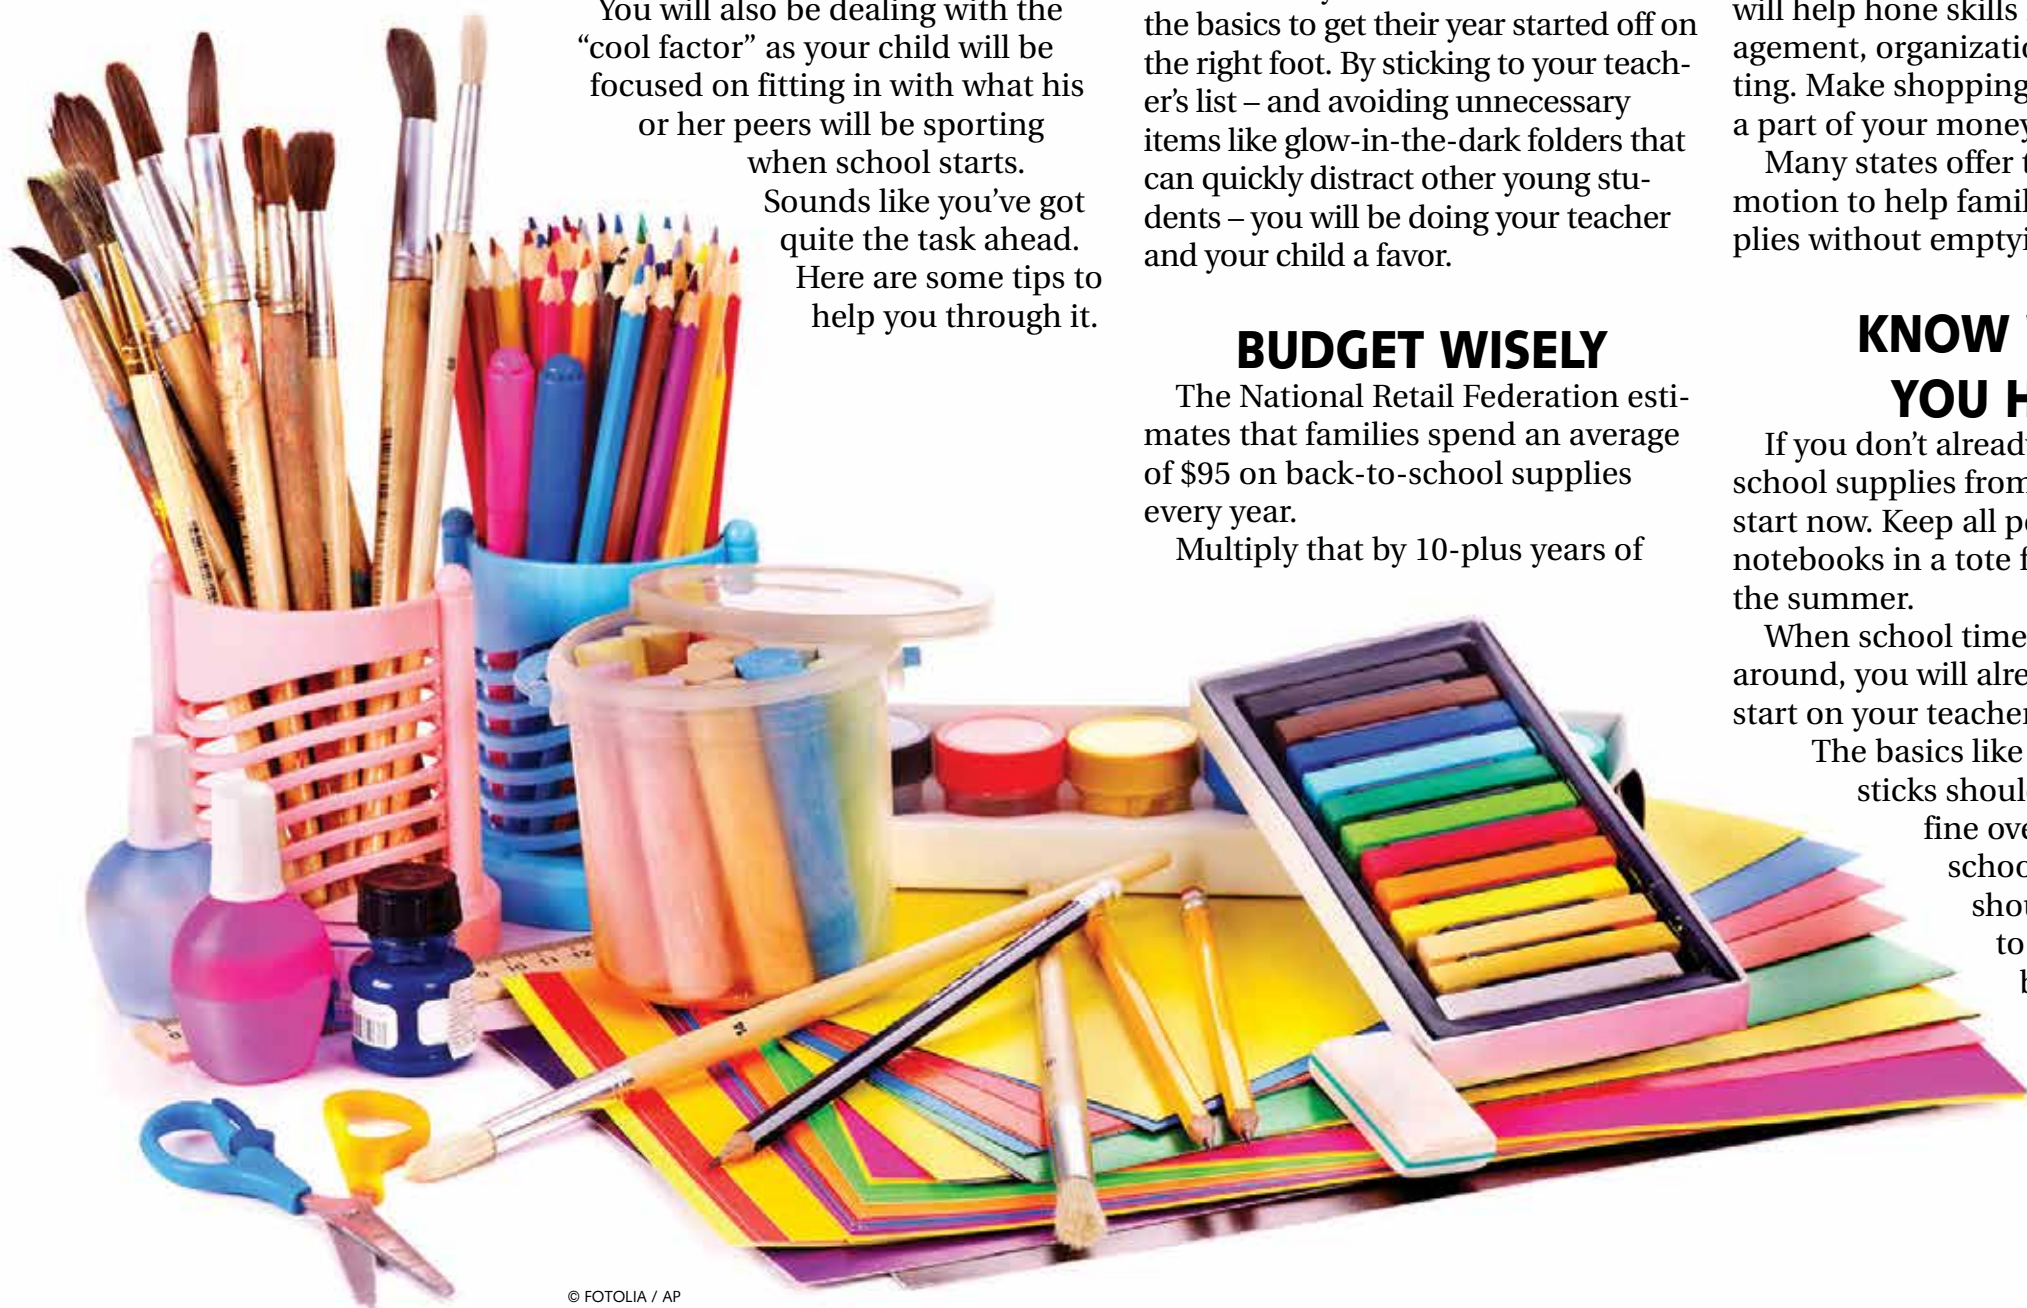 You will also be dealing with the
“cool factor” as your child will be
focused on fitting in with what his
or her peers will be sporting
when school starts.
Sounds like you’ve got
quite the task ahead.
Here are some tips to
help you through it.
the basics to get their year started off on
the right foot. By sticking to your teach-
er’s list – and avoiding unnecessary
items like glow-in-the-dark folders that
can quickly distract other young stu-
dents – you will be doing your teacher
and your child a favor.
BUDGET WISELY
The National Retail Federation esti-
mates that families spend an average
of $95 on back-to-school supplies
every year.
Multiply that by 10-plus years of
will help hone skills
agement, organizatio
ting. Make shopping
a part of your money
Many states offer t
motion to help famil
plies without emptyi
KNOW
YOU H
If you don’t already
school supplies from
start now. Keep all pe
notebooks in a tote f
the summer.
When school time
around, you will alre
start on your teacher
The basics like
sticks shoul
fine ove
schoo
shou
to
b
9 10 11 12
14
© FOTOLIA / AP